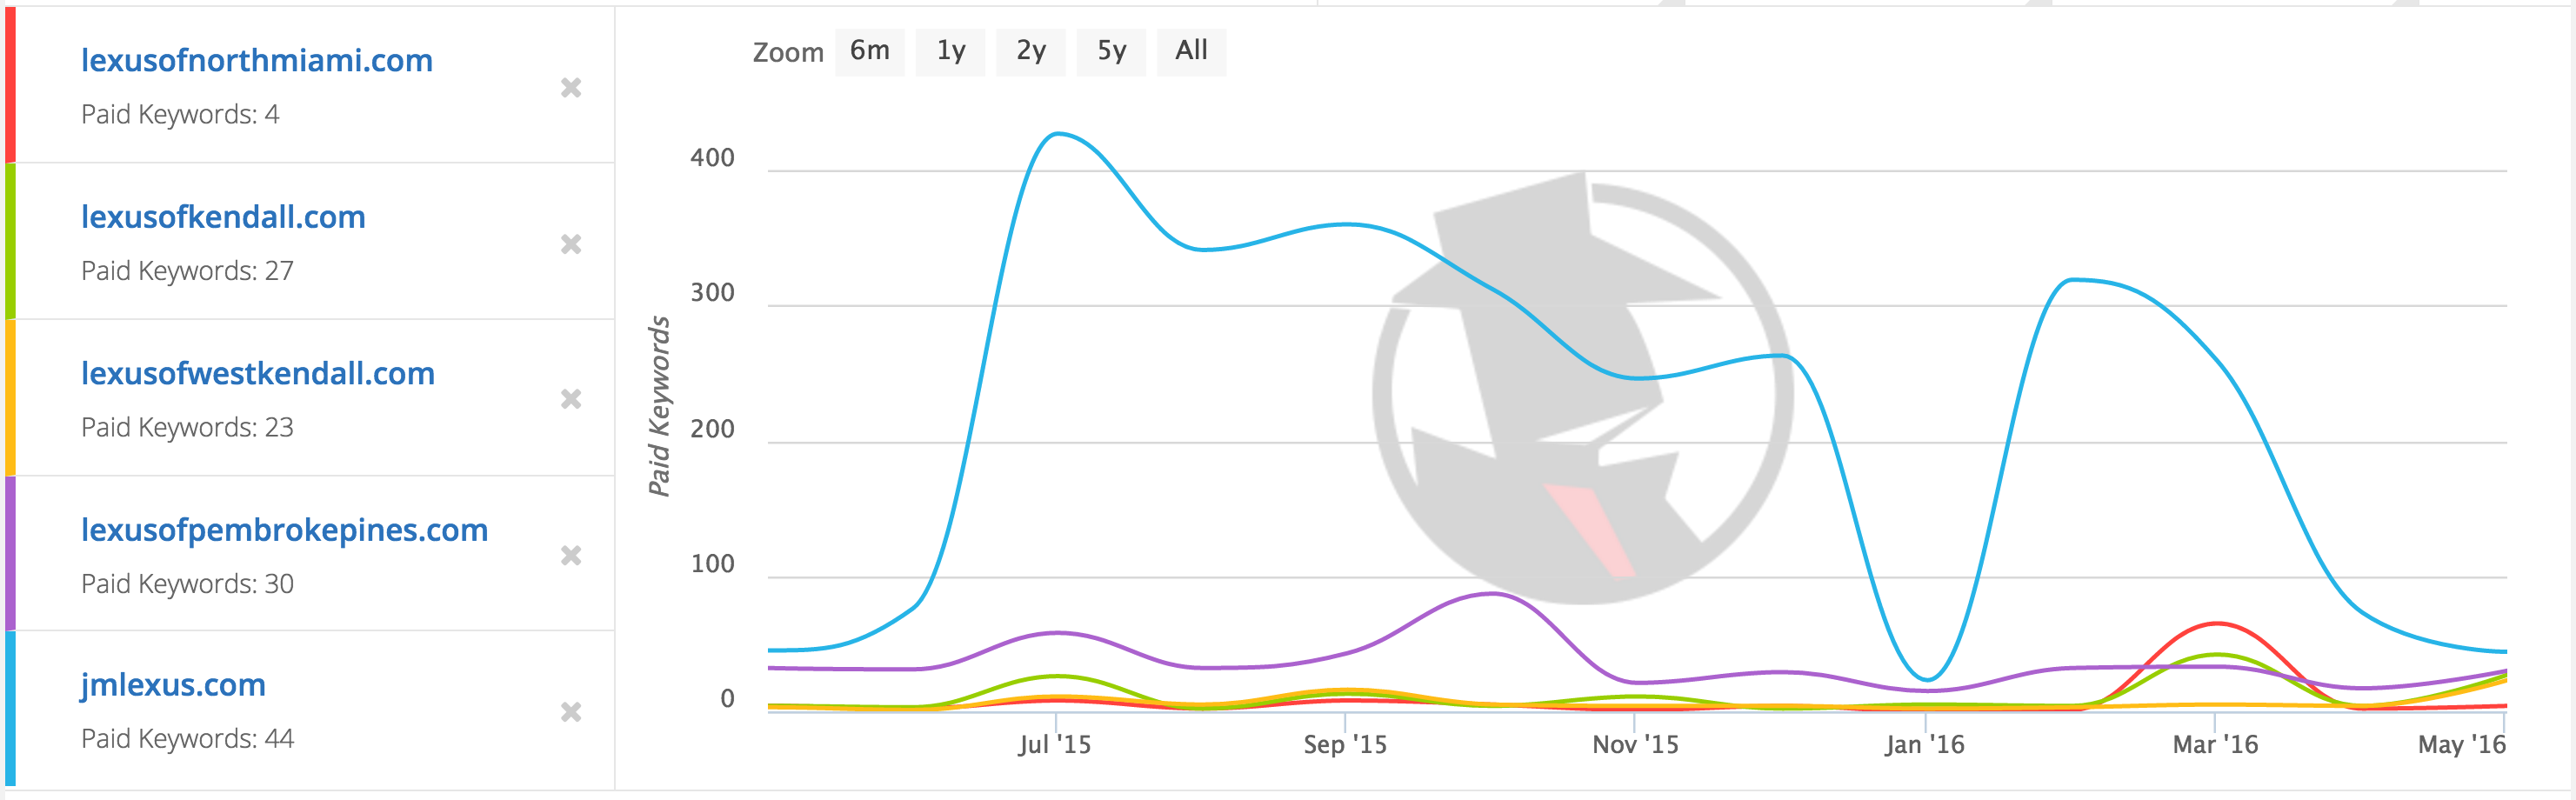 lexusofnorthmiami.com
Paid Keywords: 4
lexusofkendall.com
Paid Keywords: 27
lexusofwestkendall.com
Paid Keywords: 23
lexusofpembrokepines.com
Paid Keywords: 30
jmlexus.com
Paid Keywords: 44
Zoom 6m 1y 2y 5y All
Paid Keywords
400
300
200
100
0
Jul '15 Sep '15 Nov '15 Jan '16 Mar '16 May '16